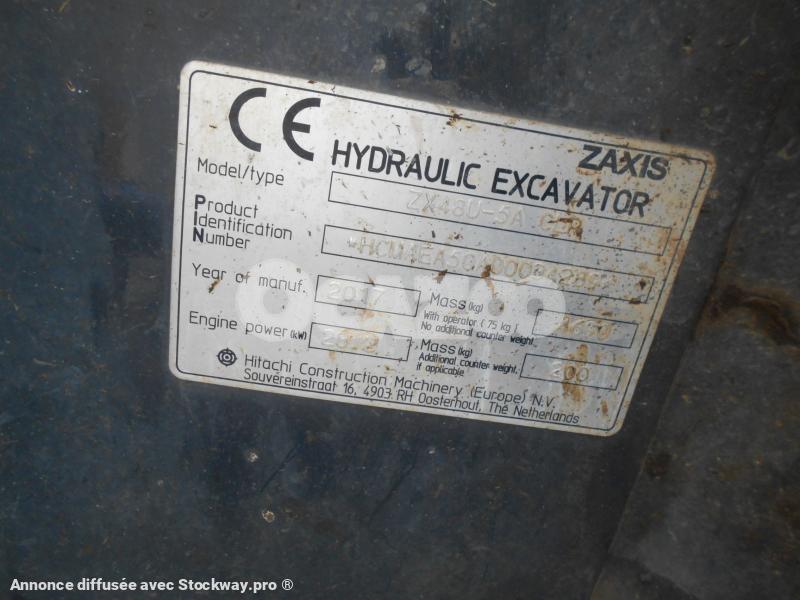 CE
ZAXIS
HYDRAULIC EXCAVATOR
Model/type
ZX48U-5A
Product
Identification
Number
Year of manuf. 2017
Mass (kg)
With operator ( 75 kg )
No additional counter weight.
Engine power (kW)
Mass (kg)
Additional counter weight,
if applicable
200
Hitachi Construction Machinery (Europe) N.V.
Souvereinstraat 16, 4903 RH Oosterhout, The Netherlands
Annonce diffusée avec Stockway.pro ®